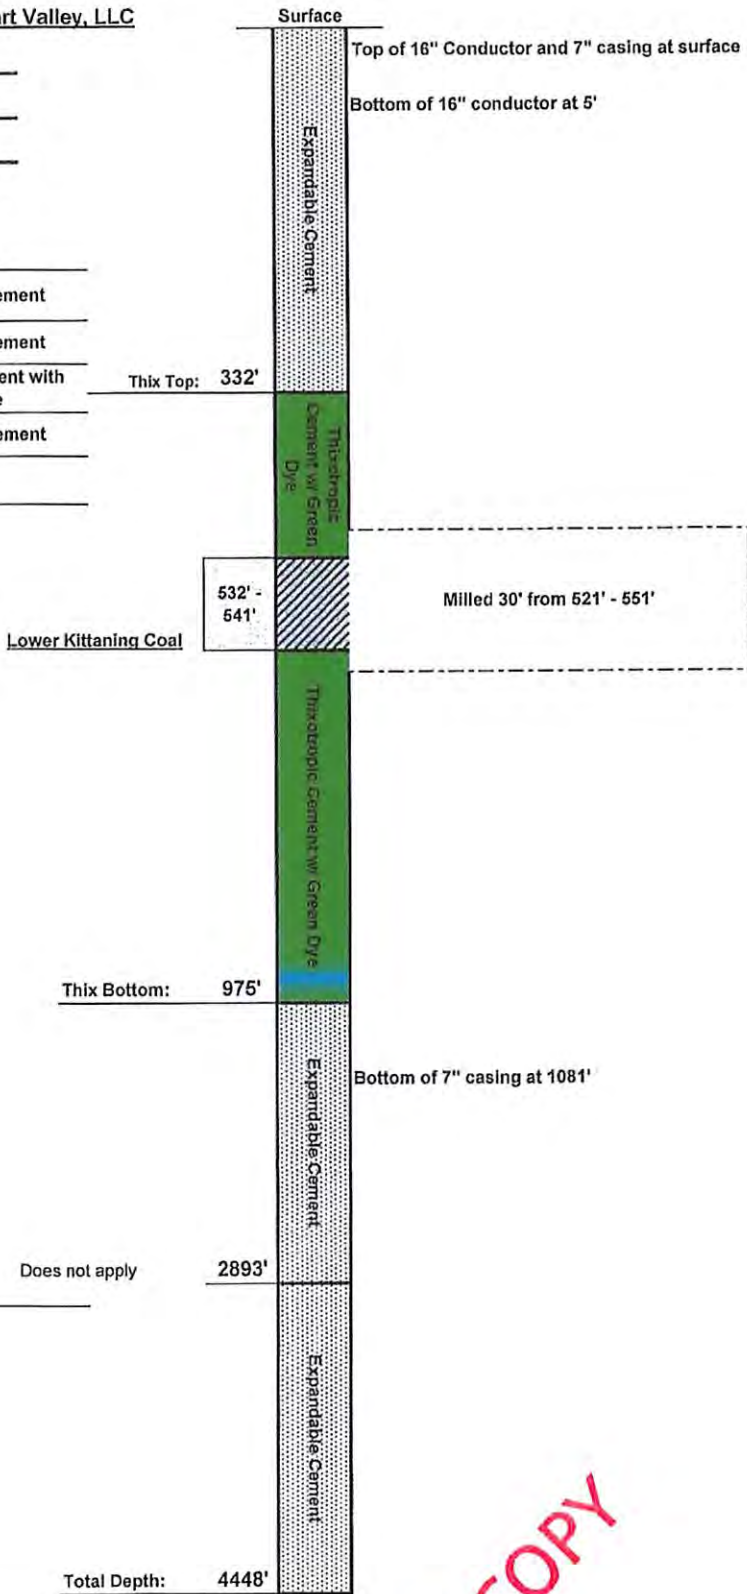 rt Valley, LLC
Surface
Top of 16" Conductor and 7" casing at surface
Bottom of 16" conductor at 5'
Expandable Cement
ement
ement
ent with
e
ement
Thix Top: 332'
Thixotropic
Cement w/ Green
Dye
532' -
541'
Milled 30' from 521' - 551'
Lower Kittaning Coal
Thixotropic Cement w/ Green Dye
Thix Bottom: 975'
Expandable Cement
Bottom of 7" casing at 1081'
Does not apply 2893'
Expandable Cement
Total Depth: 4448'
COPY